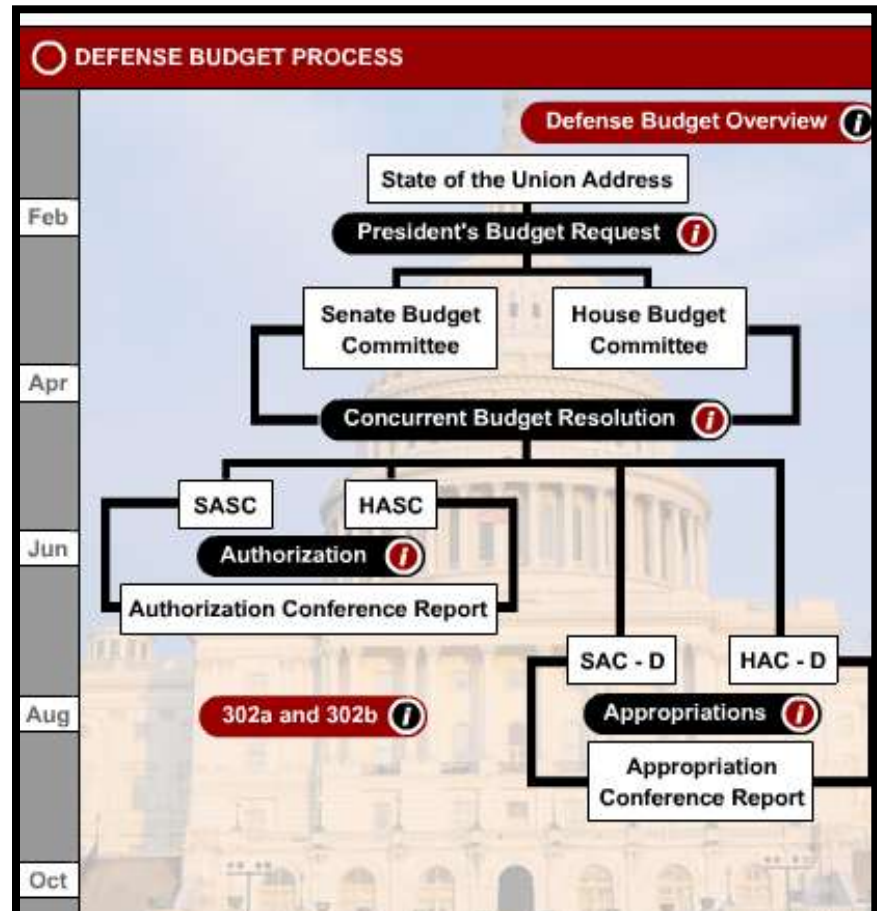 DEFENSE BUDGET PROCESS
Defense Budget Overview i
State of the Union Address
Feb
President's Budget Request i
Senate Budget
Committee
House Budget
Committee
Apr
Concurrent Budget Resolution i
SASC
HASC
Jun
Authorization i
Authorization Conference Report
SAC - D
HAC - D
Aug
302a and 302b i
Appropriations i
Appropriation
Conference Report
Oct